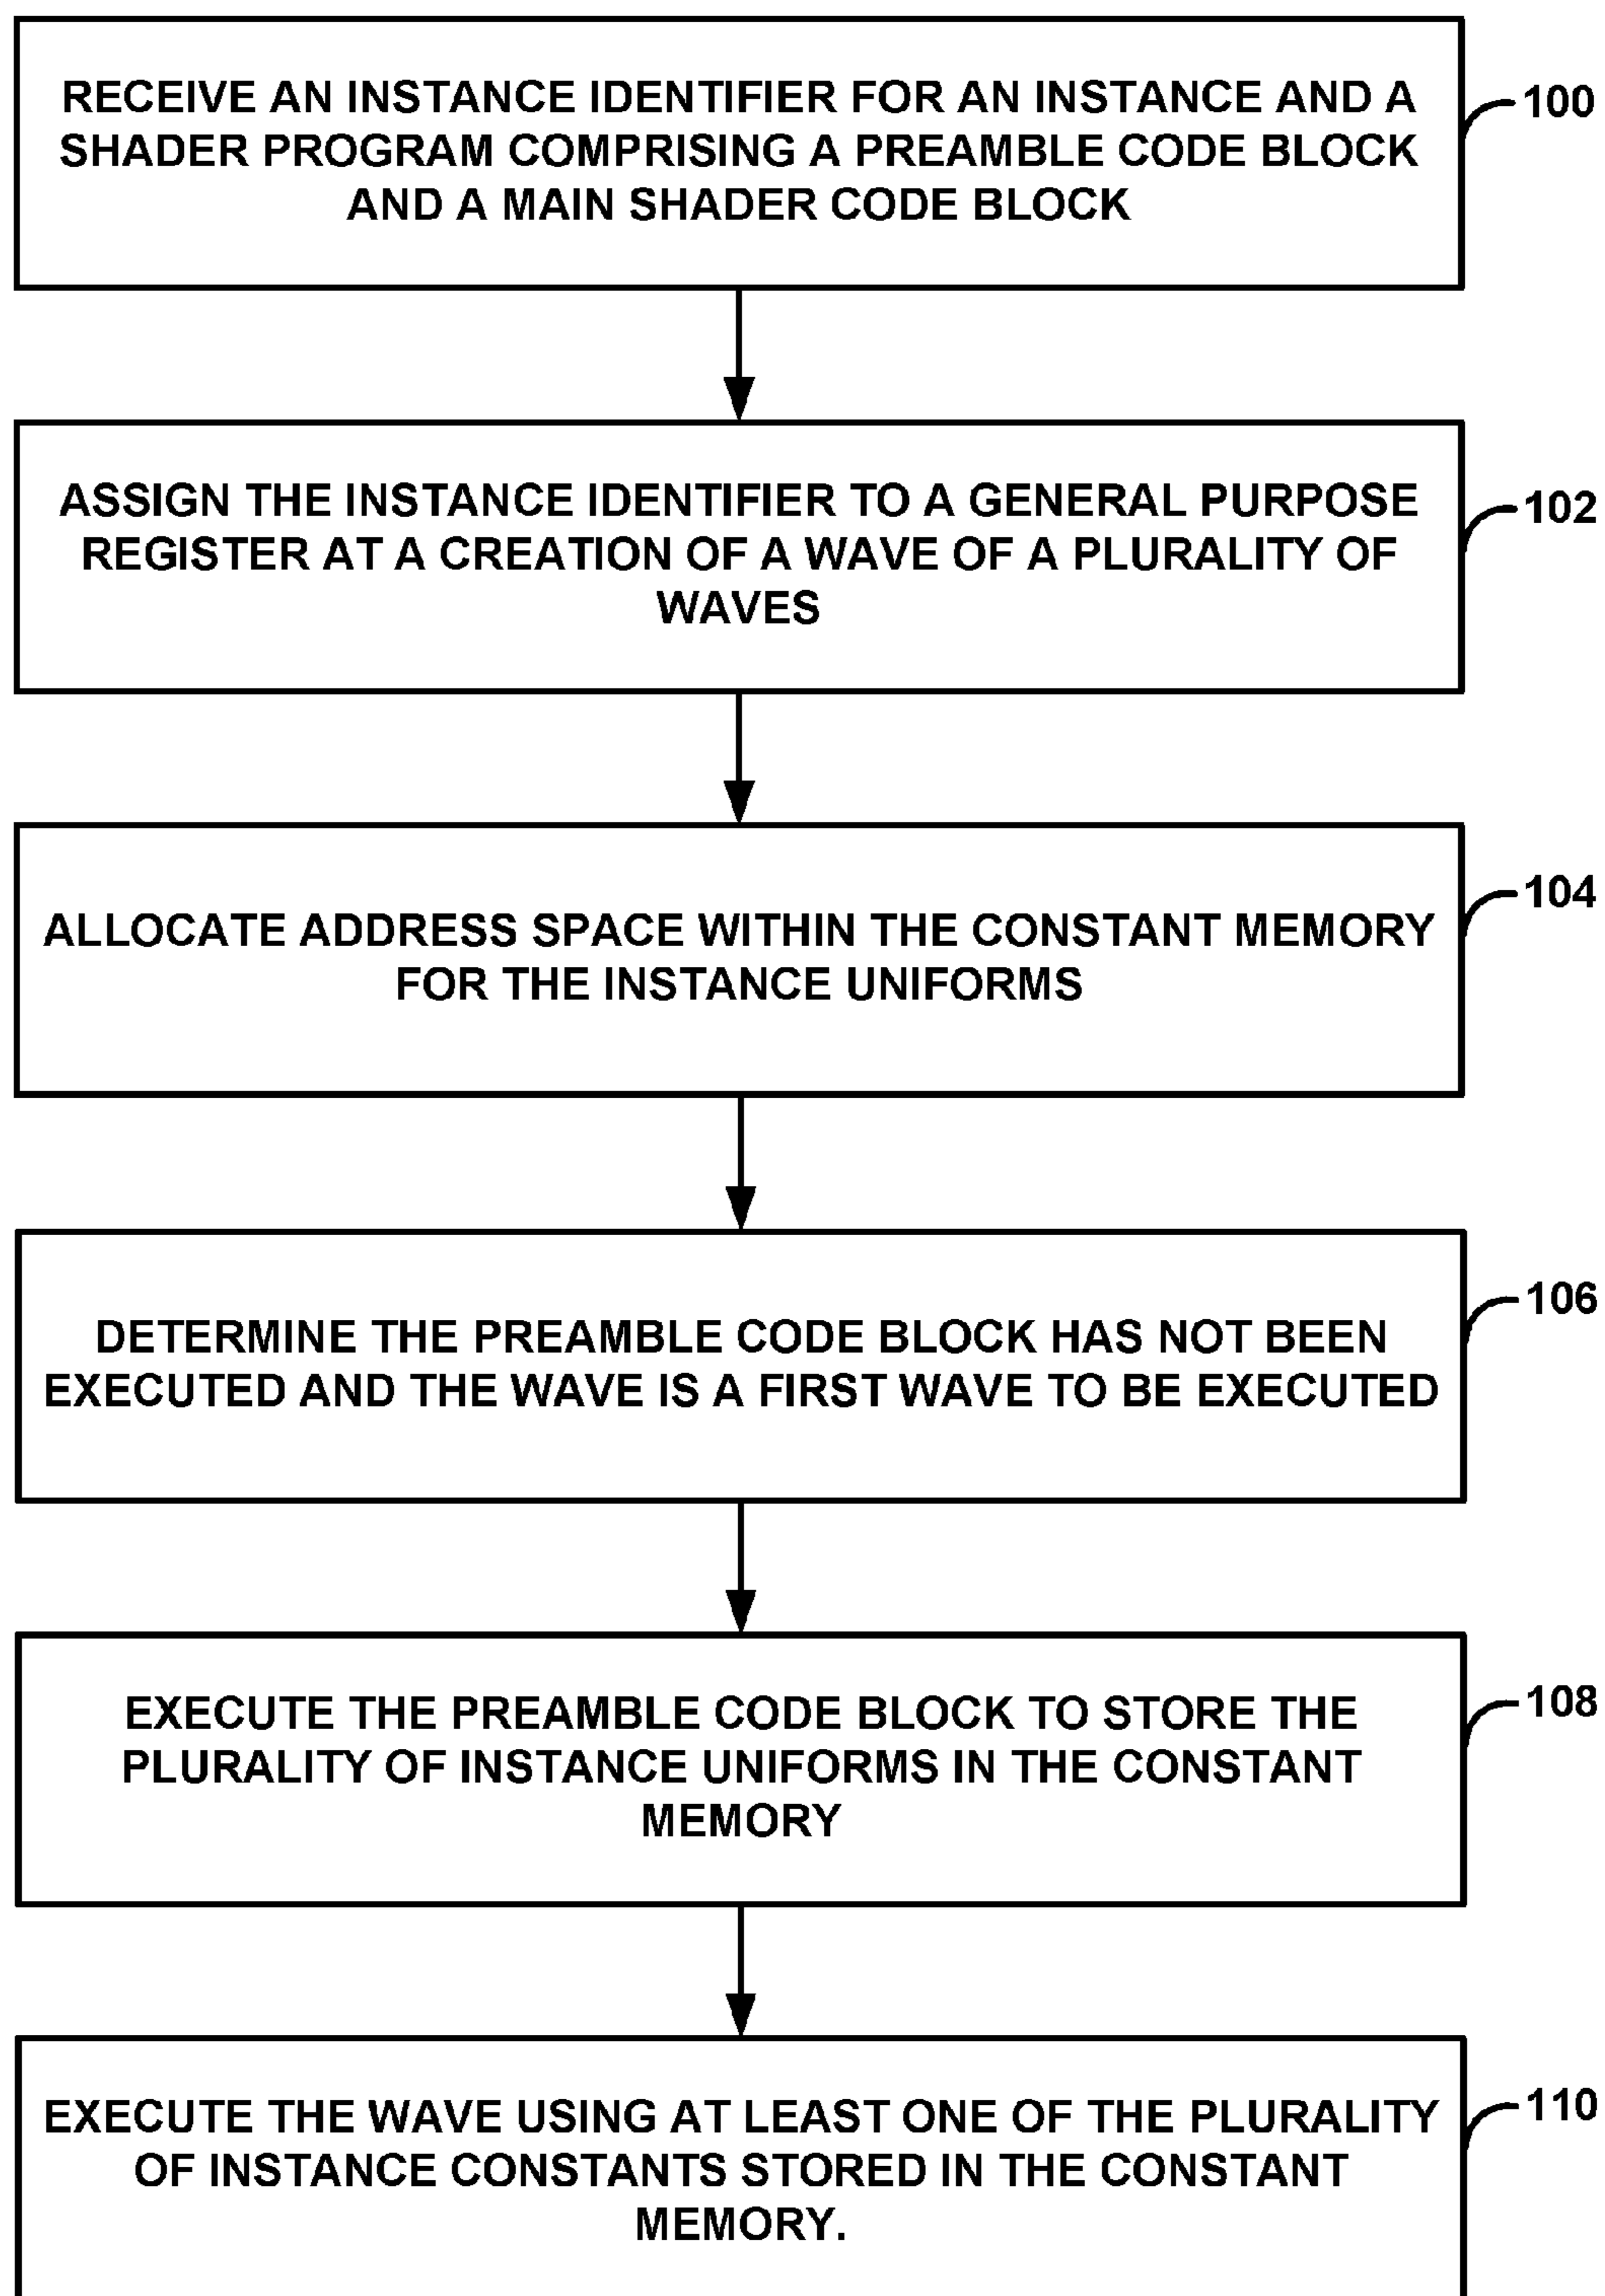 RECEIVE AN INSTANCE IDENTIFIER FOR AN INSTANCE AND A
SHADER PROGRAM COMPRISING A PREAMBLE CODE BLOCK
AND A MAIN SHADER CODE BLOCK
100
ASSIGN THE INSTANCE IDENTIFIER TO A GENERAL PURPOSE
REGISTER AT A CREATION OF A WAVE OF A PLURALITY OF
WAVES
102
ALLOCATE ADDRESS SPACE WITHIN THE CONSTANT MEMORY
FOR THE INSTANCE UNIFORMS
104
DETERMINE THE PREAMBLE CODE BLOCK HAS NOT BEEN
EXECUTED AND THE WAVE IS A FIRST WAVE TO BE EXECUTED
106
EXECUTE THE PREAMBLE CODE BLOCK TO STORE THE
PLURALITY OF INSTANCE UNIFORMS IN THE CONSTANT
MEMORY
108
EXECUTE THE WAVE USING AT LEAST ONE OF THE PLURALITY
OF INSTANCE CONSTANTS STORED IN THE CONSTANT
MEMORY.
110